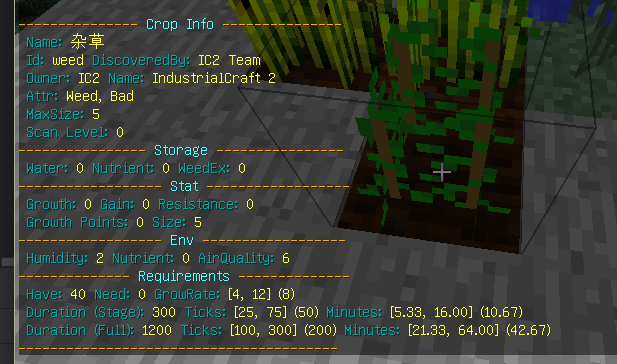 Crop Info
Name: 杂草
Id: weed DiscoveredBy: IC2 Team
Owner: IC2 Name: IndustrialCraft 2
Attr: Weed, Bad
MaxSize: 5
Scan Level: 0
Storage
Water: 0 Nutrient: 0 WeedEx: 0
Stat
Growth: 0 Gain: 0 Resistance: 0
Growth Points: 0 Size: 5
Env
Humidity: 2 Nutrient: 0 AirQuality: 6
Requirements
Have: 40 Need: 0 GrowRate: [4, 12] (8)
Duration (Stage): 300 Ticks: [25, 75] (50) Minutes: [5.33, 16.00] (10.67)
Duration (Full): 1200 Ticks: [100, 300] (200) Minutes: [21.33, 64.00] (42.67)